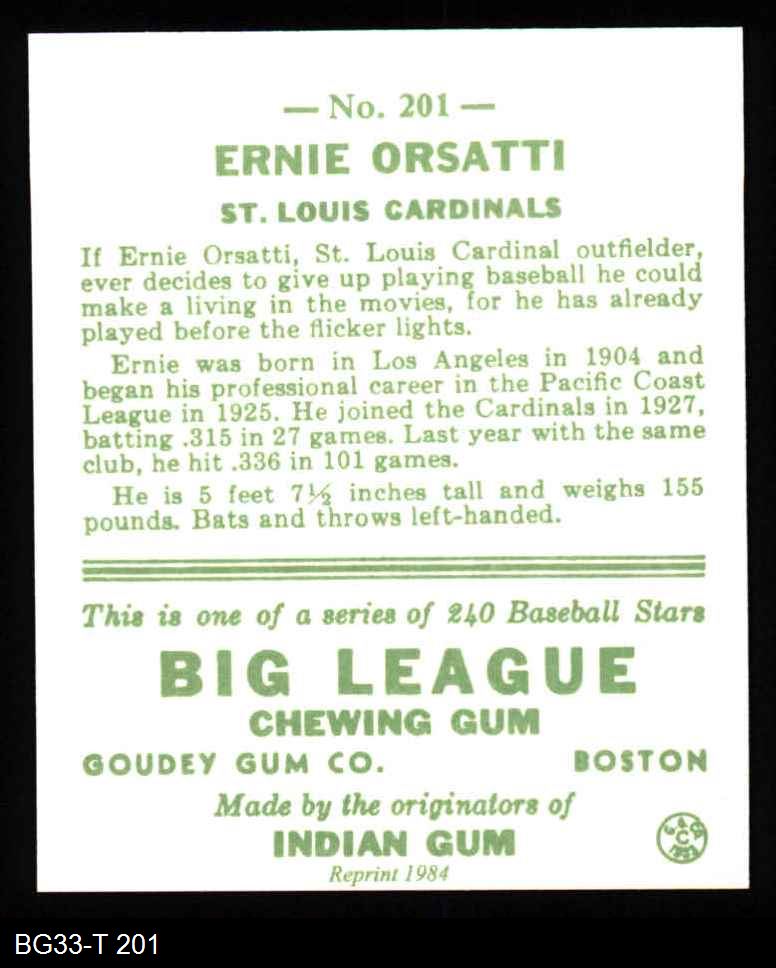 — No. 201 —
ERNIE ORSATTI
ST. LOUIS CARDINALS
If Ernie Orsatti, St. Louis Cardinal outfielder,
ever decides to give up playing baseball he could
make a living in the movies, for he has already
played before the flicker lights.
Ernie was born in Los Angeles in 1904 and
began his professional career in the Pacific Coast
League in 1925. He joined the Cardinals in 1927,
batting .315 in 27 games. Last year with the same
club, he hit .336 in 101 games.
He is 5 feet 7½ inches tall and weighs 155
pounds. Bats and throws left-handed.
This is one of a series of 240 Baseball Stars
BIG LEAGUE
CHEWING GUM
GOUDEY GUM CO. BOSTON
Made by the originators of
INDIAN GUM
Reprint 1984
BG33-T 201